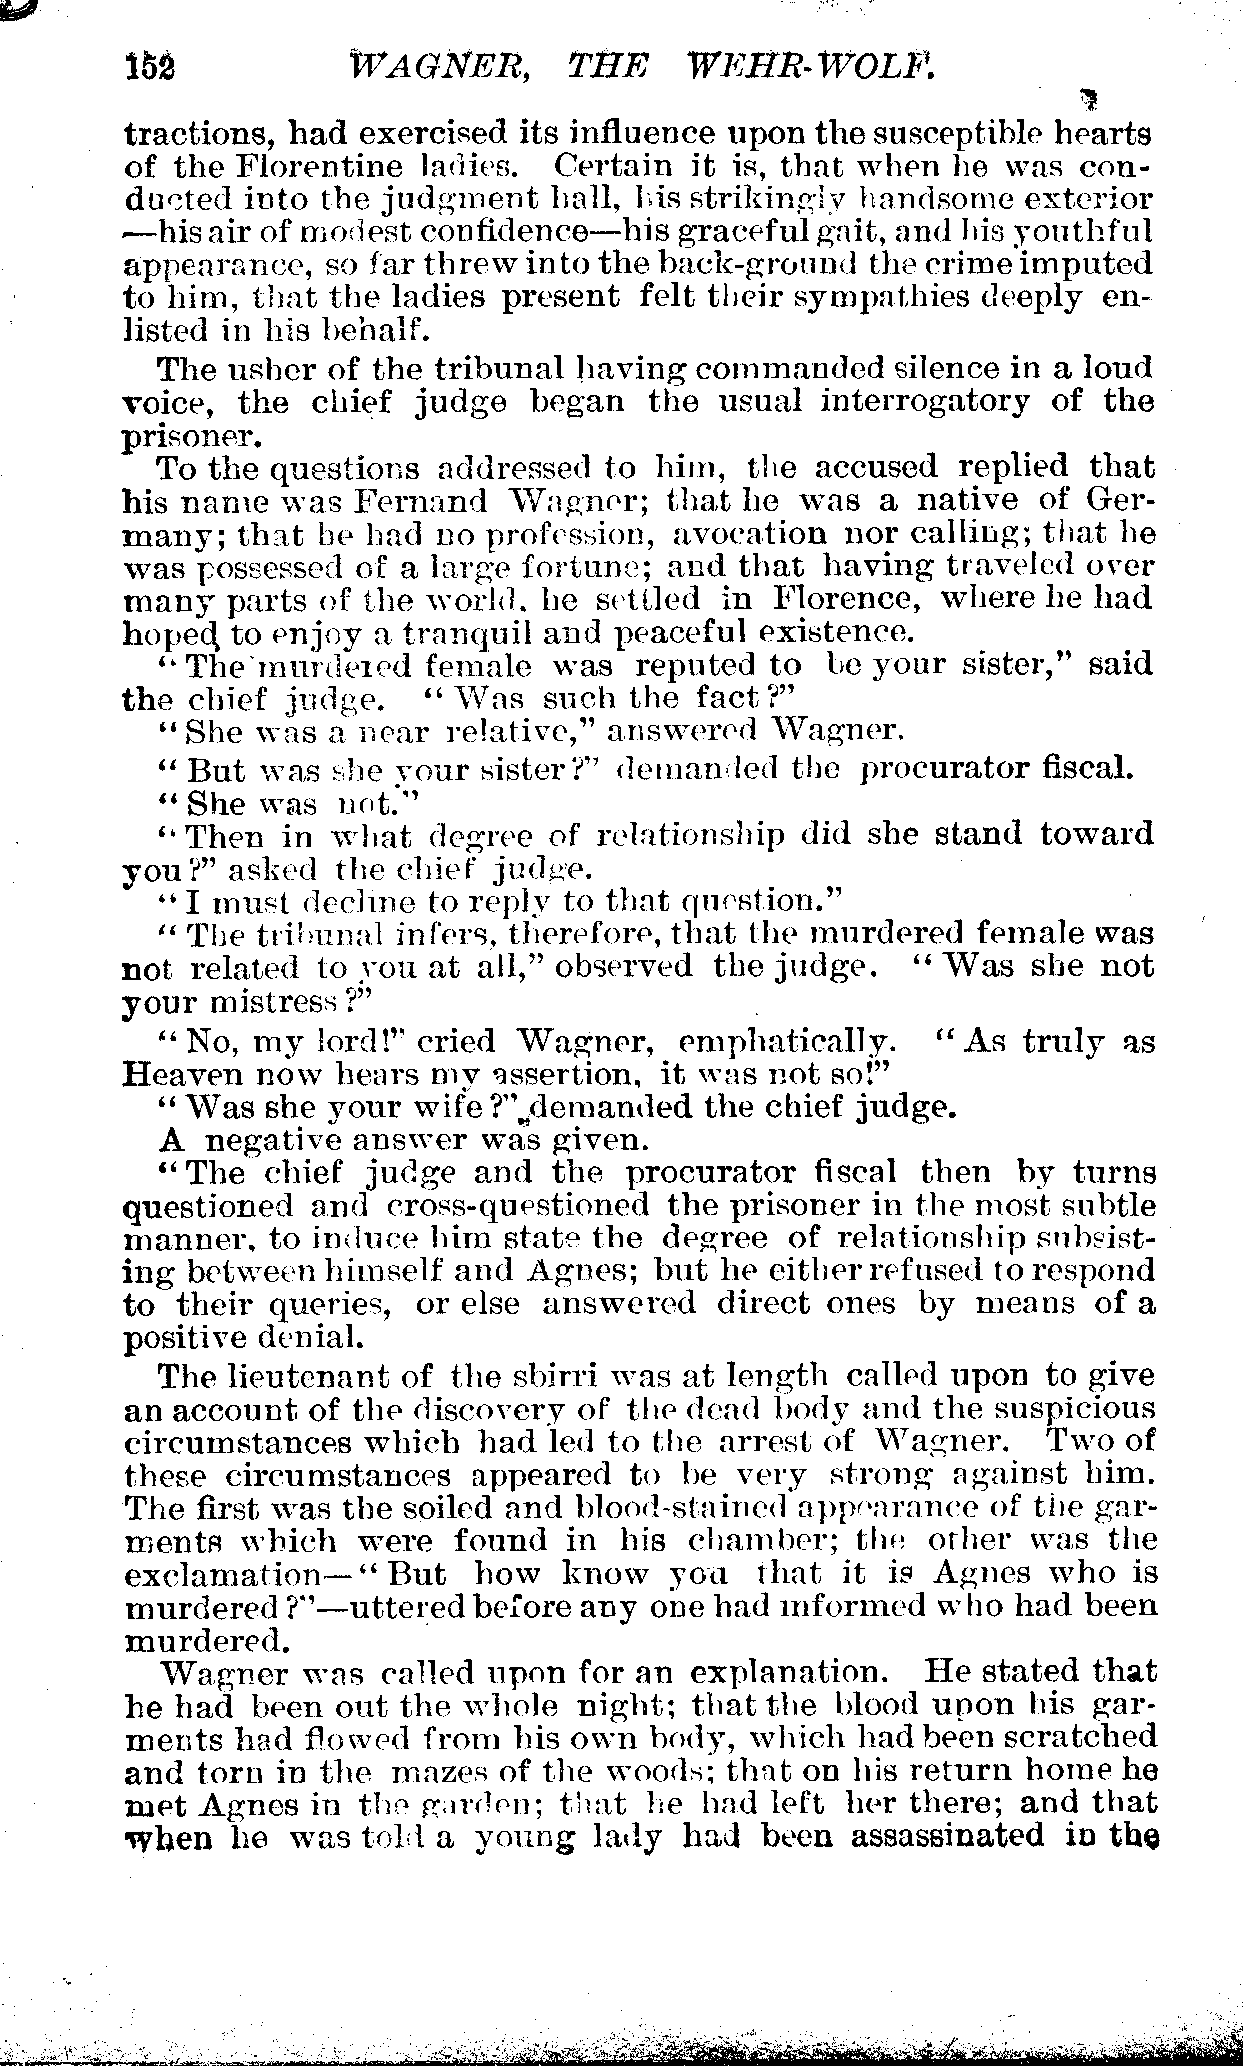 152 WAGNER, THE WEHR-WOLF.
tractions, had exercised its influence upon the susceptible hearts
of the Florentine ladies. Certain it is, that when he was con-
ducted into the judgment hall, his strikingly handsome exterior
—his air of modest confidence—his graceful gait, and his youthful
appearance, so far threw into the back-ground the crime imputed
to him, that the ladies present felt their sympathies deeply en-
listed in his behalf.
The usher of the tribunal having commanded silence in a loud
voice, the chief judge began the usual interrogatory of the
prisoner.
To the questions addressed to him, the accused replied that
his name was Fernand Wagner; that he was a native of Ger-
many; that he had no profession, avocation nor calling; that he
was possessed of a large fortune; and that having traveled over
many parts of the world, he settled in Florence, where he had
hoped to enjoy a tranquil and peaceful existence.
"The murdered female was reputed to be your sister," said
the chief judge. "Was such the fact?"
"She was a near relative," answered Wagner.
"But was she your sister?" demanded the procurator fiscal.
"She was not."
"Then in what degree of relationship did she stand toward
you?" asked the chief judge.
"I must decline to reply to that question."
"The tribunal infers, therefore, that the murdered female was
not related to you at all," observed the judge. "Was she not
your mistress?"
"No, my lord!" cried Wagner, emphatically. "As truly as
Heaven now hears my assertion, it was not so!"
"Was she your wife?" demanded the chief judge.
A negative answer was given.
"The chief judge and the procurator fiscal then by turns
questioned and cross-questioned the prisoner in the most subtle
manner, to induce him state the degree of relationship subsist-
ing between himself and Agnes; but he either refused to respond
to their queries, or else answered direct ones by means of a
positive denial.
The lieutenant of the sbirri was at length called upon to give
an account of the discovery of the dead body and the suspicious
circumstances which had led to the arrest of Wagner. Two of
these circumstances appeared to be very strong against him.
The first was the soiled and blood-stained appearance of the gar-
ments which were found in his chamber; the other was the
exclamation—"But how know you that it is Agnes who is
murdered?"—uttered before any one had informed who had been
murdered.
Wagner was called upon for an explanation. He stated that
he had been out the whole night; that the blood upon his gar-
ments had flowed from his own body, which had been scratched
and torn in the mazes of the woods; that on his return home he
met Agnes in the garden; that he had left her there; and that
when he was told a young lady had been assassinated in the